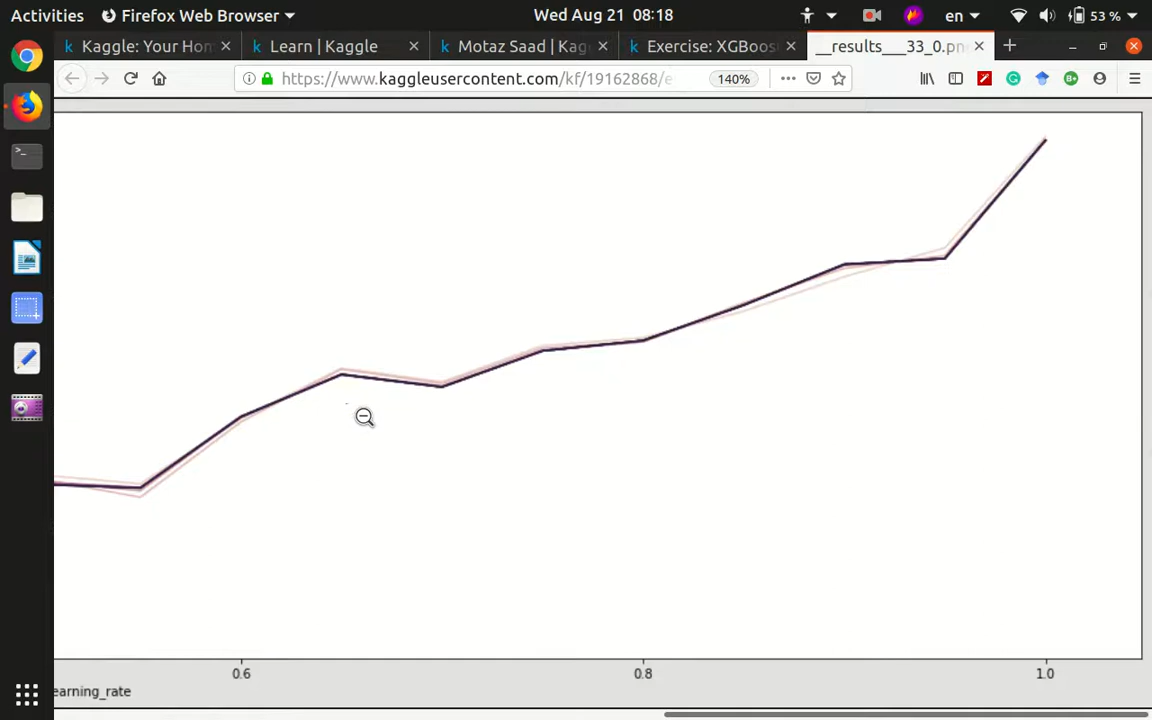 Activities
Firefox Web Browser
Wed Aug 21 08:18
en
53 %
Kaggle: Your Hom
Learn | Kaggle
Motaz Saad | Kag
Exercise: XGBoos
__results___33_0.pn
https://www.kaggleusercontent.com/kf/19162868/e
140%
0.6
0.8
1.0
earning_rate